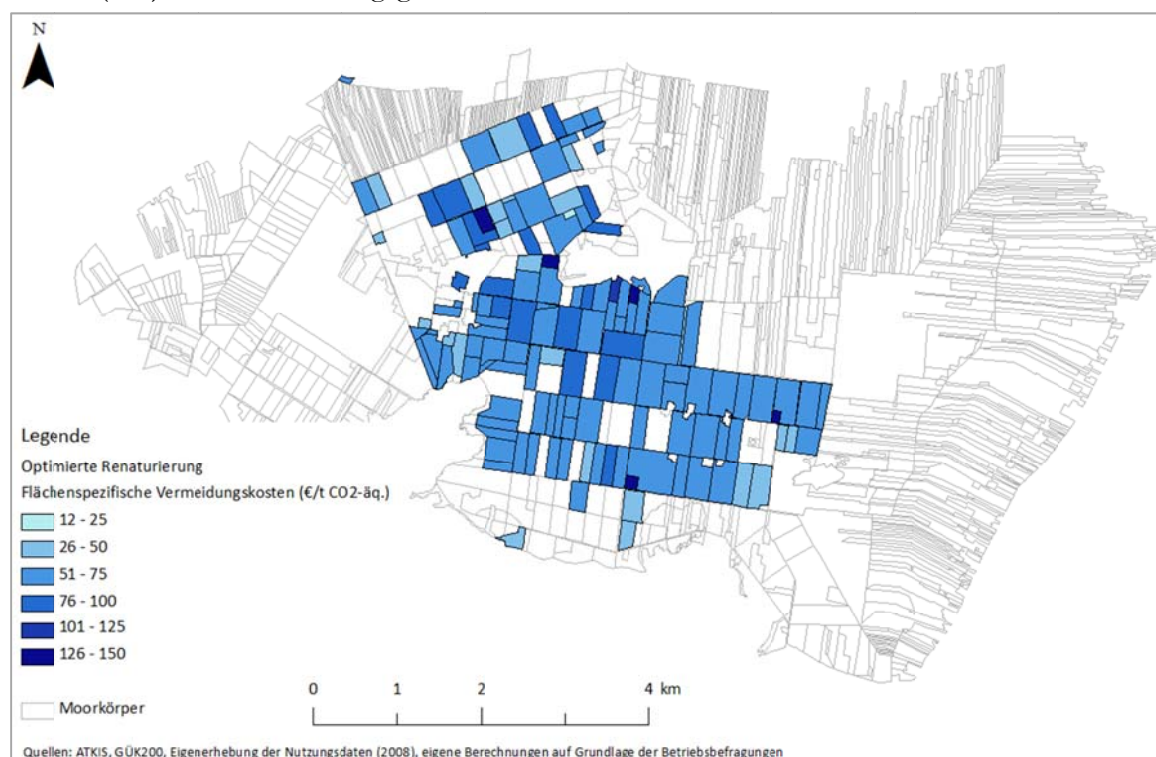 N
Legende
Optimierte Renaturierung
Flächenspezifische Vermeidungskosten (€/t CO2-äq.)
12 - 25
26 - 50
51 - 75
76 - 100
101 - 125
126 - 150
Moorkörper
0 1 2 4 km
Quellen: ATKIS, GÜK200, Eigenerhebung der Nutzungsdaten (2008), eigene Berechnungen auf Grundlage der Betriebsbefragungen